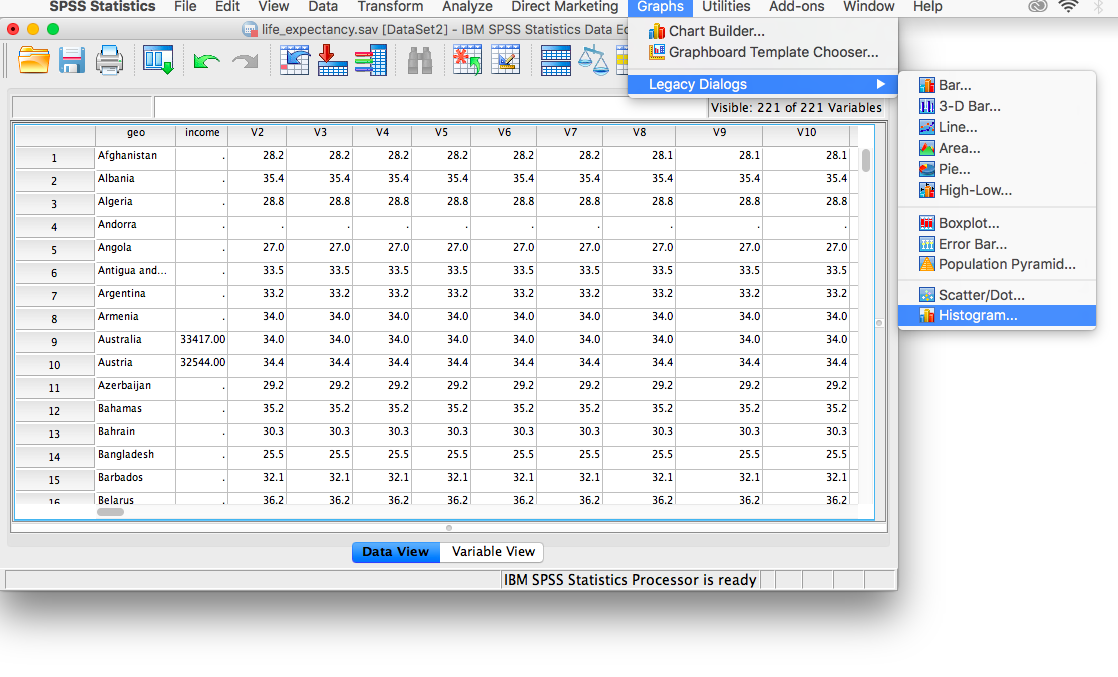 SPSS Statistics File Edit View Data Transform Analyze Direct Marketing Graphs Utilities Add-ons Window Help
life_expectancy.sav [DataSet2] - IBM SPSS Statistics Data
Chart Builder...
Graphboard Template Chooser...
Legacy Dialogs
Bar...
3-D Bar...
Line...
Area...
Pie...
High-Low...
Boxplot...
Error Bar...
Population Pyramid...
Scatter/Dot...
Histogram...
Visible: 221 of 221 Variables
geo income V2 V3 V4 V5 V6 V7 V8 V9 V10
1 Afghanistan . 28.2 28.2 28.2 28.2 28.2 28.2 28.1 28.1 28.1
2 Albania . 35.4 35.4 35.4 35.4 35.4 35.4 35.4 35.4 35.4
3 Algeria . 28.8 28.8 28.8 28.8 28.8 28.8 28.8 28.8 28.8
4 Andorra . . . . . . . . . .
5 Angola . 27.0 27.0 27.0 27.0 27.0 27.0 27.0 27.0 27.0
6 Antigua and... . 33.5 33.5 33.5 33.5 33.5 33.5 33.5 33.5 33.5
7 Argentina . 33.2 33.2 33.2 33.2 33.2 33.2 33.2 33.2 33.2
8 Armenia . 34.0 34.0 34.0 34.0 34.0 34.0 34.0 34.0 34.0
9 Australia 33417.00 34.0 34.0 34.0 34.0 34.0 34.0 34.0 34.0 34.0
10 Austria 32544.00 34.4 34.4 34.4 34.4 34.4 34.4 34.4 34.4 34.4
11 Azerbaijan . 29.2 29.2 29.2 29.2 29.2 29.2 29.2 29.2 29.2
12 Bahamas . 35.2 35.2 35.2 35.2 35.2 35.2 35.2 35.2 35.2
13 Bahrain . 30.3 30.3 30.3 30.3 30.3 30.3 30.3 30.3 30.3
14 Bangladesh . 25.5 25.5 25.5 25.5 25.5 25.5 25.5 25.5 25.5
15 Barbados . 32.1 32.1 32.1 32.1 32.1 32.1 32.1 32.1 32.1
16 Belarus . 36.2 36.2 36.2 36.2 36.2 36.2 36.2 36.2 36.2
Data View Variable View
IBM SPSS Statistics Processor is ready